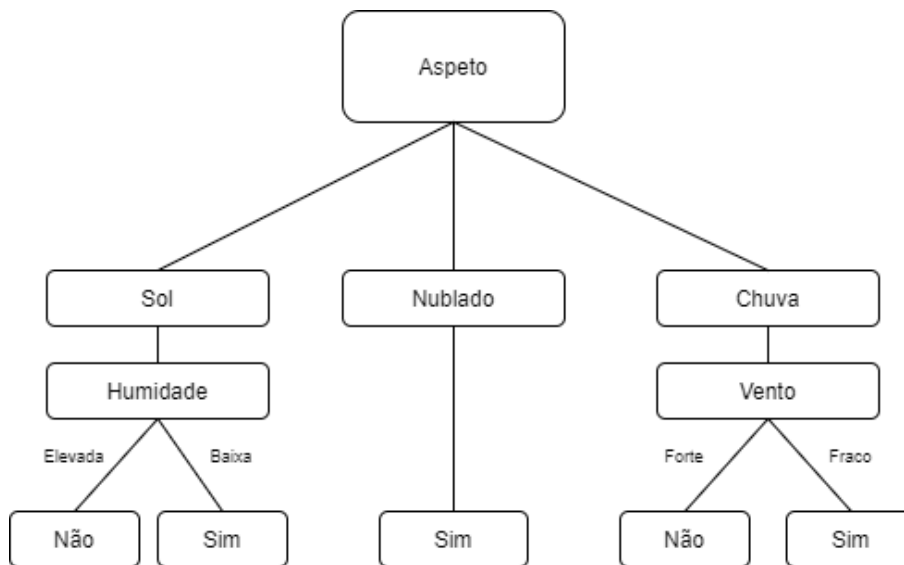 Aspeto
Sol
Nublado
Chuva
Humidade
Vento
Elevada
Baixa
Forte
Fraco
Não
Sim
Sim
Não
Sim